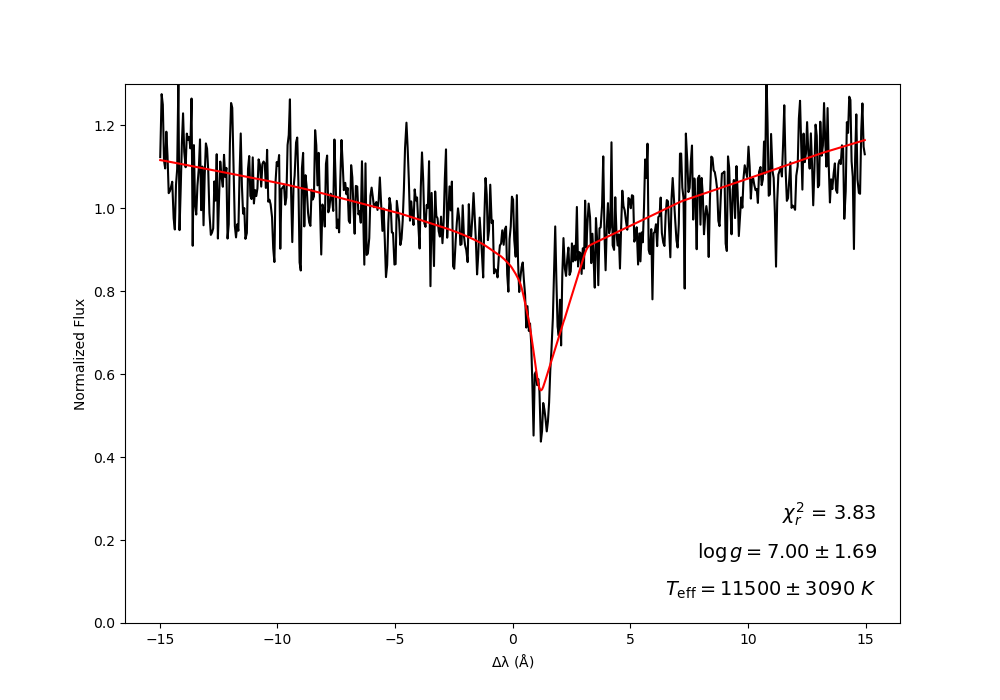 1.2
1.0
0.8
0.6
0.4
0.2
0.0
Normalized Flux
χ²ᵣ = 3.83
log g = 7.00 ± 1.69
T_eff = 11500 ± 3090 K
−15 −10 −5 0 5 10 15
Δλ (Å)